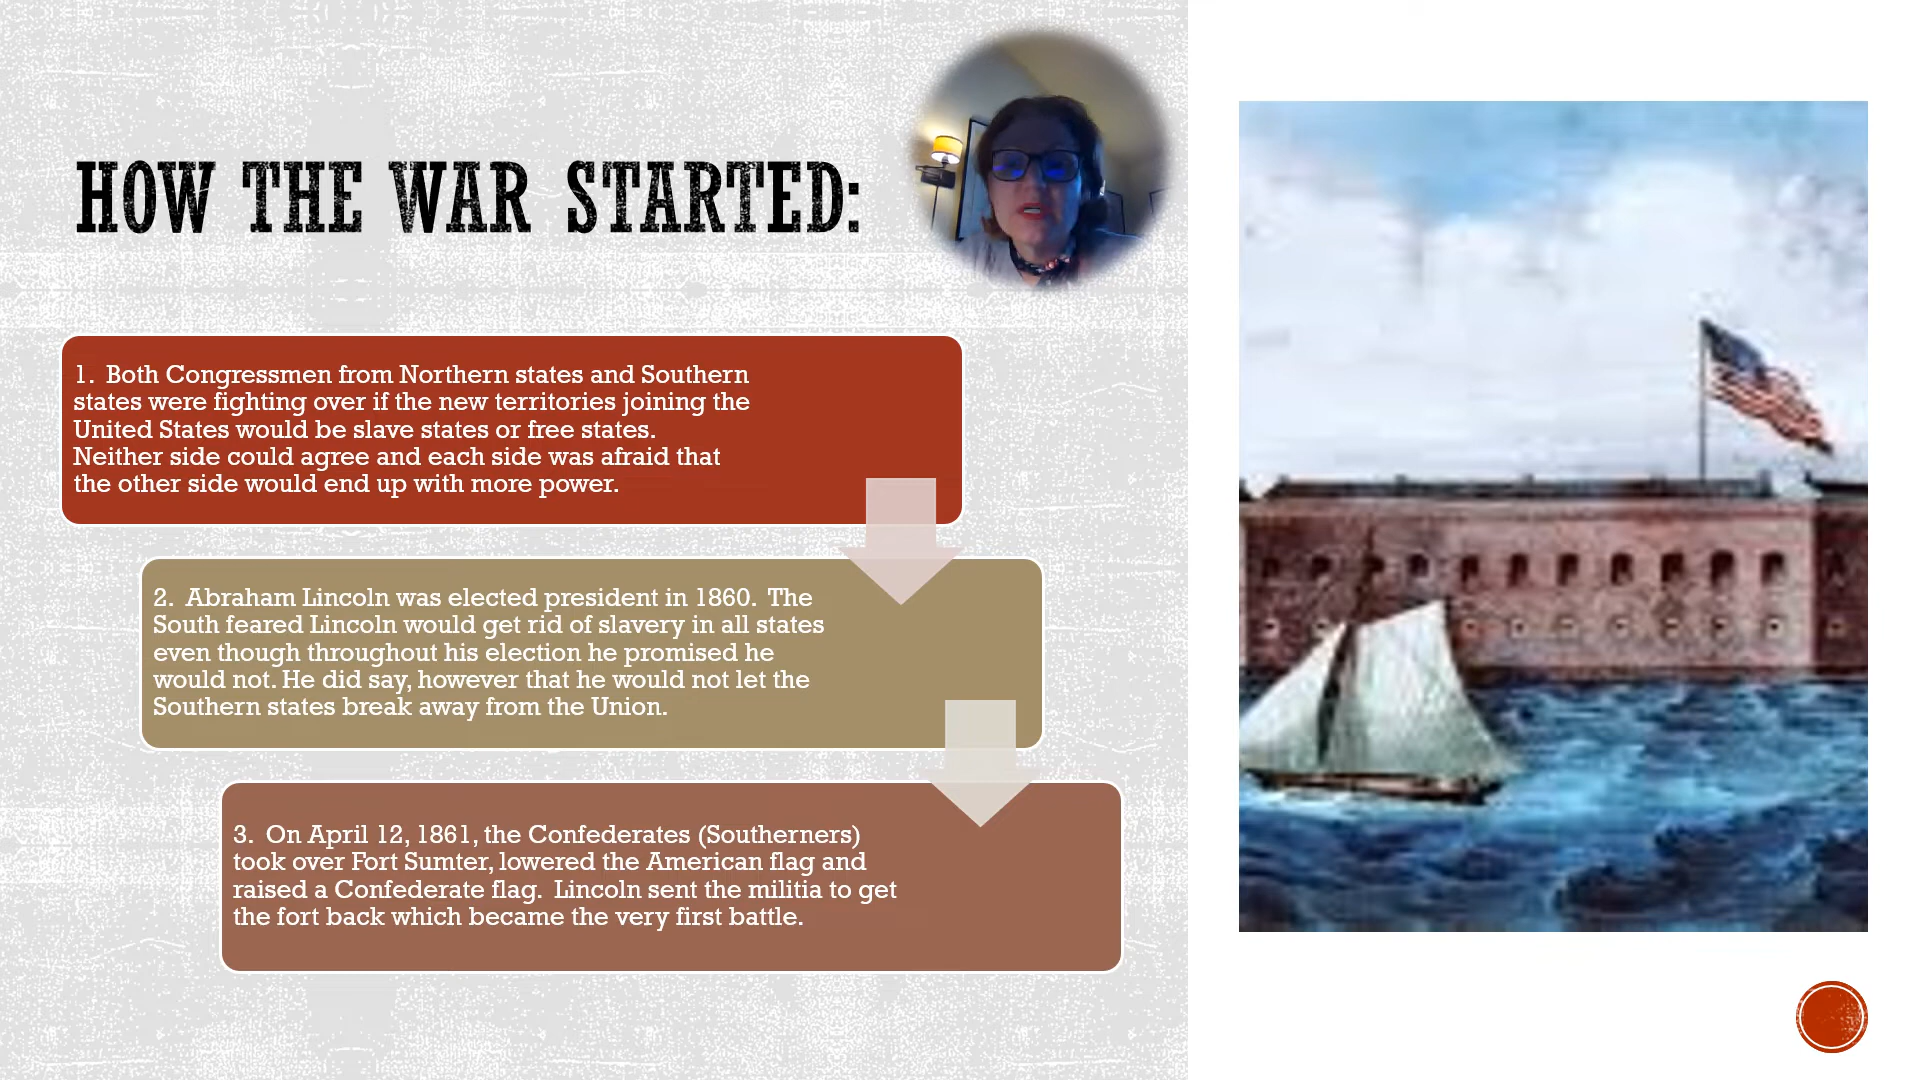 HOW THE WAR STARTED:
1. Both Congressmen from Northern states and Southern
states were fighting over if the new territories joining the
United States would be slave states or free states.
Neither side could agree and each side was afraid that
the other side would end up with more power.
2. Abraham Lincoln was elected president in 1860. The
South feared Lincoln would get rid of slavery in all states
even though throughout his election he promised he
would not. He did say, however that he would not let the
Southern states break away from the Union.
3. On April 12, 1861, the Confederates (Southerners)
took over Fort Sumter, lowered the American flag and
raised a Confederate flag. Lincoln sent the militia to get
the fort back which became the very first battle.